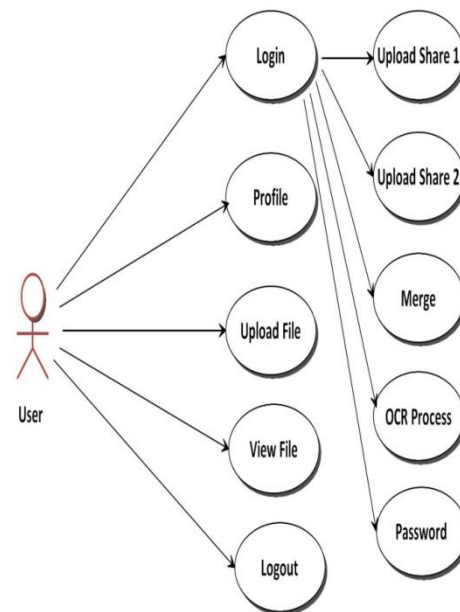 Login
Upload Share 1
Upload Share 2
Profile
Merge
Upload File
User
OCR Process
View File
Password
Logout